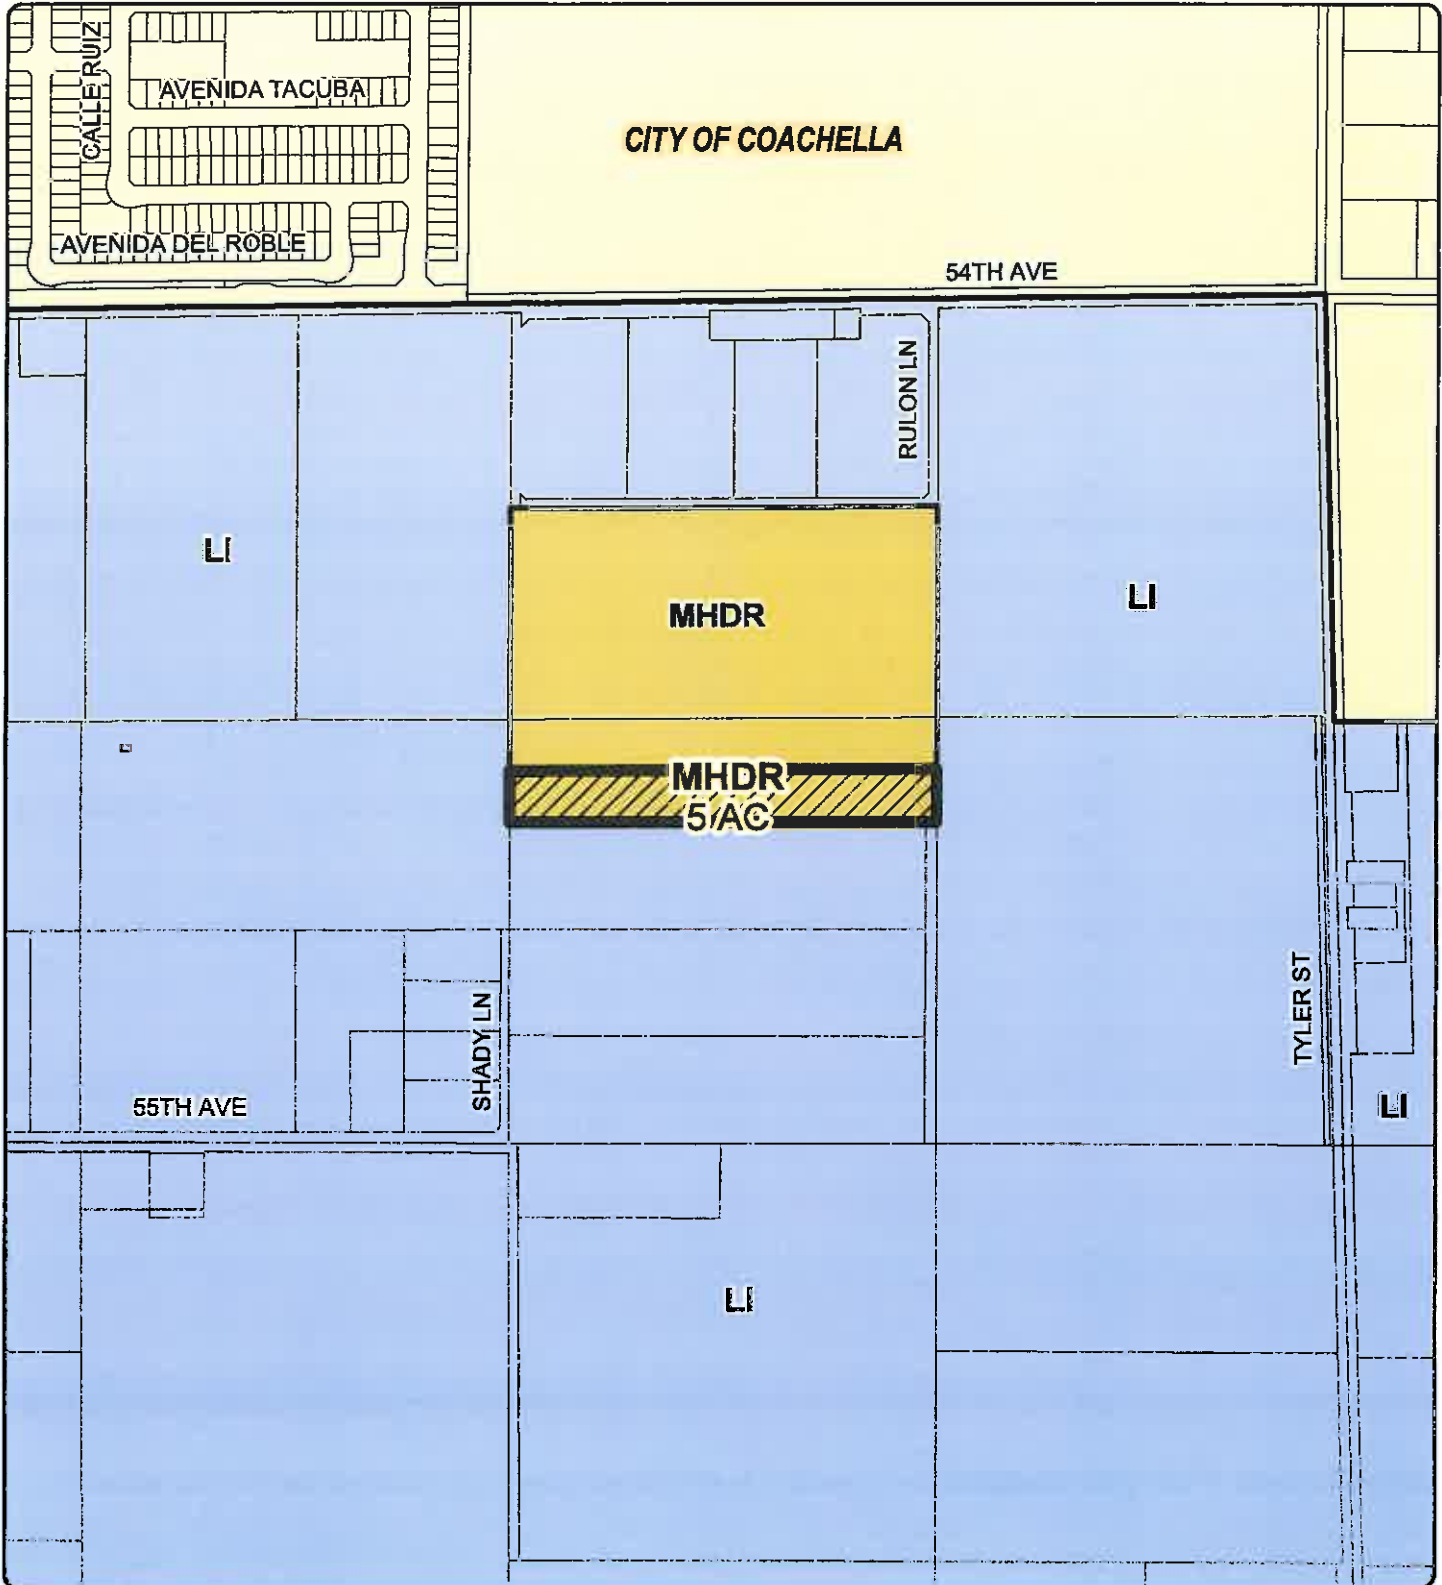 CALLE RUIZ
AVENIDA TACUBA
CITY OF COACHELLA
AVENIDA DEL ROBLE
54TH AVE
RULON LN
LI
LI
MHDR
MHDR
5 AC
TYLER ST
SHADY LN
55TH AVE
LI
LI